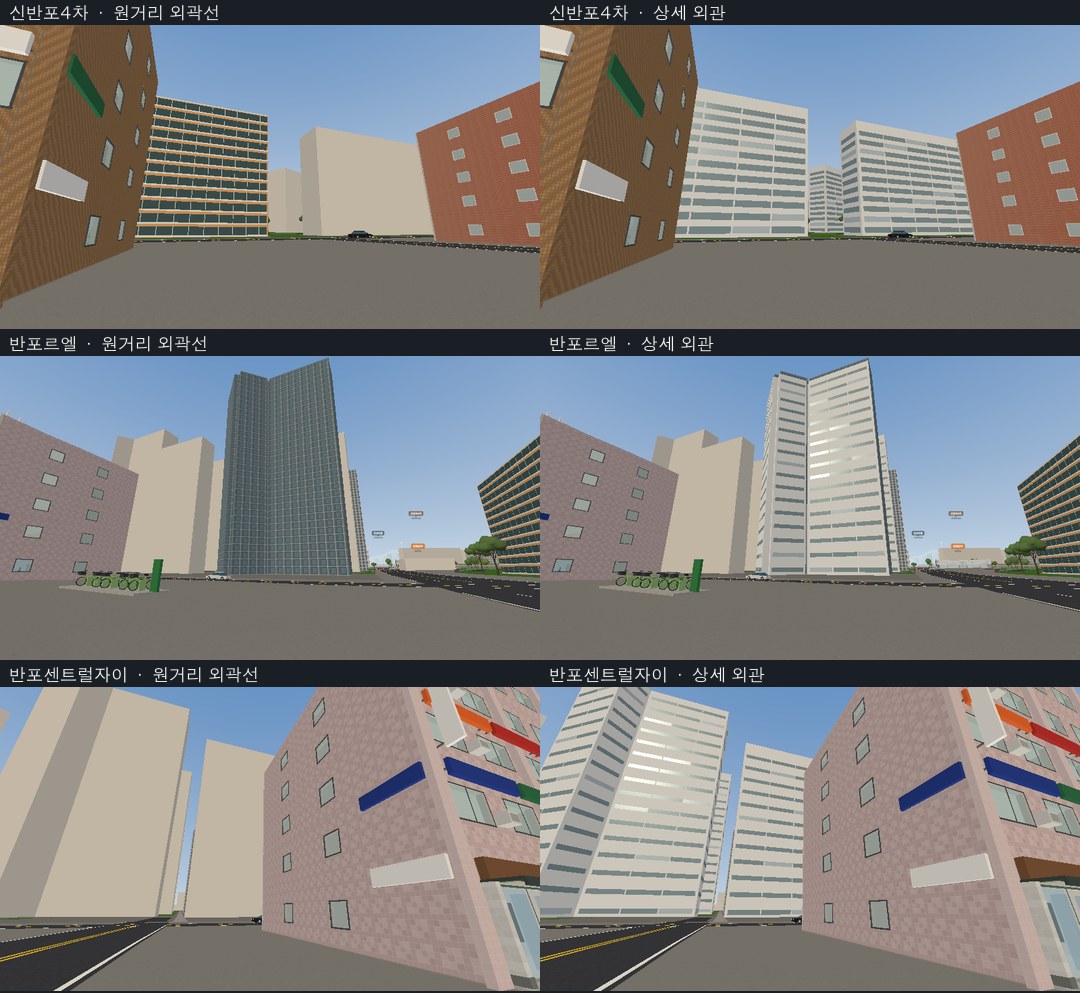 신반포4차 · 원거리 외곽선
신반포4차 · 상세 외관
반포르엘 · 원거리 외곽선
반포르엘 · 상세 외관
반포센트럴자이 · 원거리 외곽선
반포센트럴자이 · 상세 외관